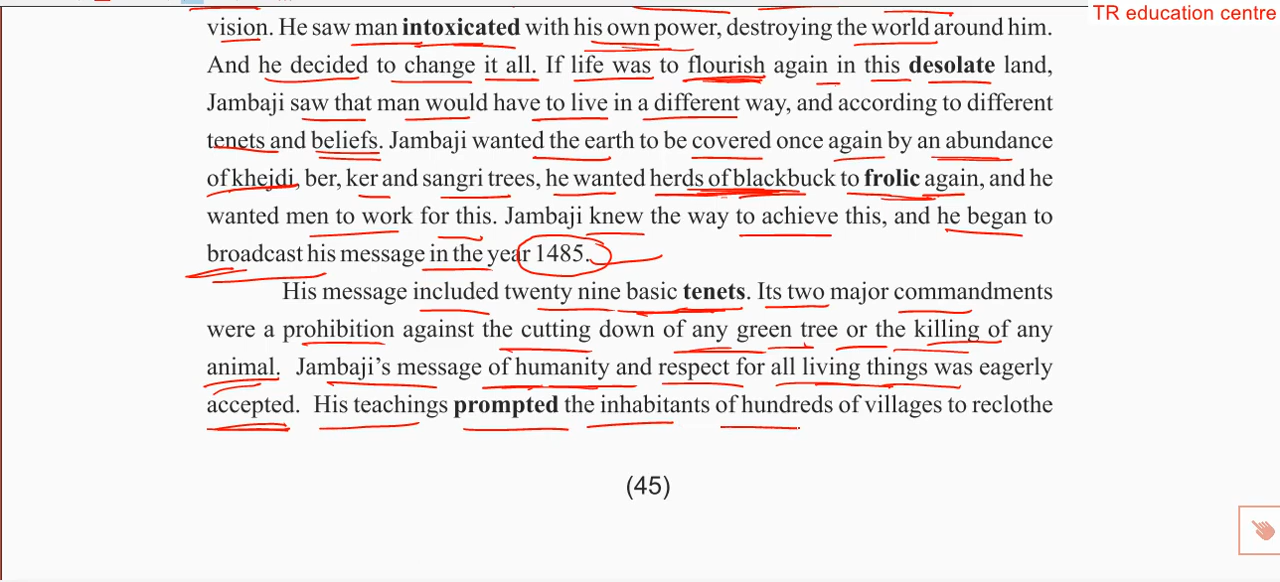 TR education centre
vision. He saw man intoxicated with his own power, destroying the world around him.
And he decided to change it all. If life was to flourish again in this desolate land,
Jambaji saw that man would have to live in a different way, and according to different
tenets and beliefs. Jambaji wanted the earth to be covered once again by an abundance
of khejdi, ber, ker and sangri trees, he wanted herds of blackbuck to frolic again, and he
wanted men to work for this. Jambaji knew the way to achieve this, and he began to
broadcast his message in the year 1485.
His message included twenty nine basic tenets. Its two major commandments
were a prohibition against the cutting down of any green tree or the killing of any
animal. Jambaji's message of humanity and respect for all living things was eagerly
accepted. His teachings prompted the inhabitants of hundreds of villages to reclothe
(45)